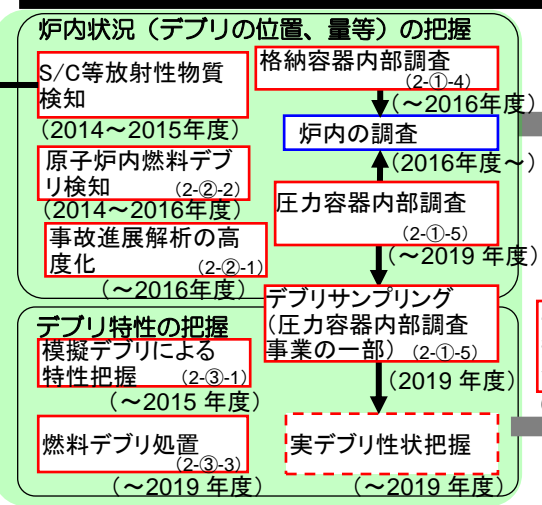 炉内状況（デブリの位置、量等）の把握
S/C等放射性物質
検知
（2014～2015年度）
原子炉内燃料デブ
リ検知　（2-②-2）
（2014～2016年度）
事故進展解析の高
度化　（2-②-1）
（～2016年度）
格納容器内部調査
（2-①-4）
（～2016年度）
炉内の調査
（2016年度～）
圧力容器内部調査
（2-①-5）
（～2019 年度）
デブリサンプリング
（圧力容器内部調査
事業の一部）（2-①-5）
（2019 年度）
デブリ特性の把握
模擬デブリによる
特性把握　（2-③-1）
（～2015 年度）
燃料デブリ処置
（2-③-3）
（～2019 年度）
実デブリ性状把握
（～2019 年度）